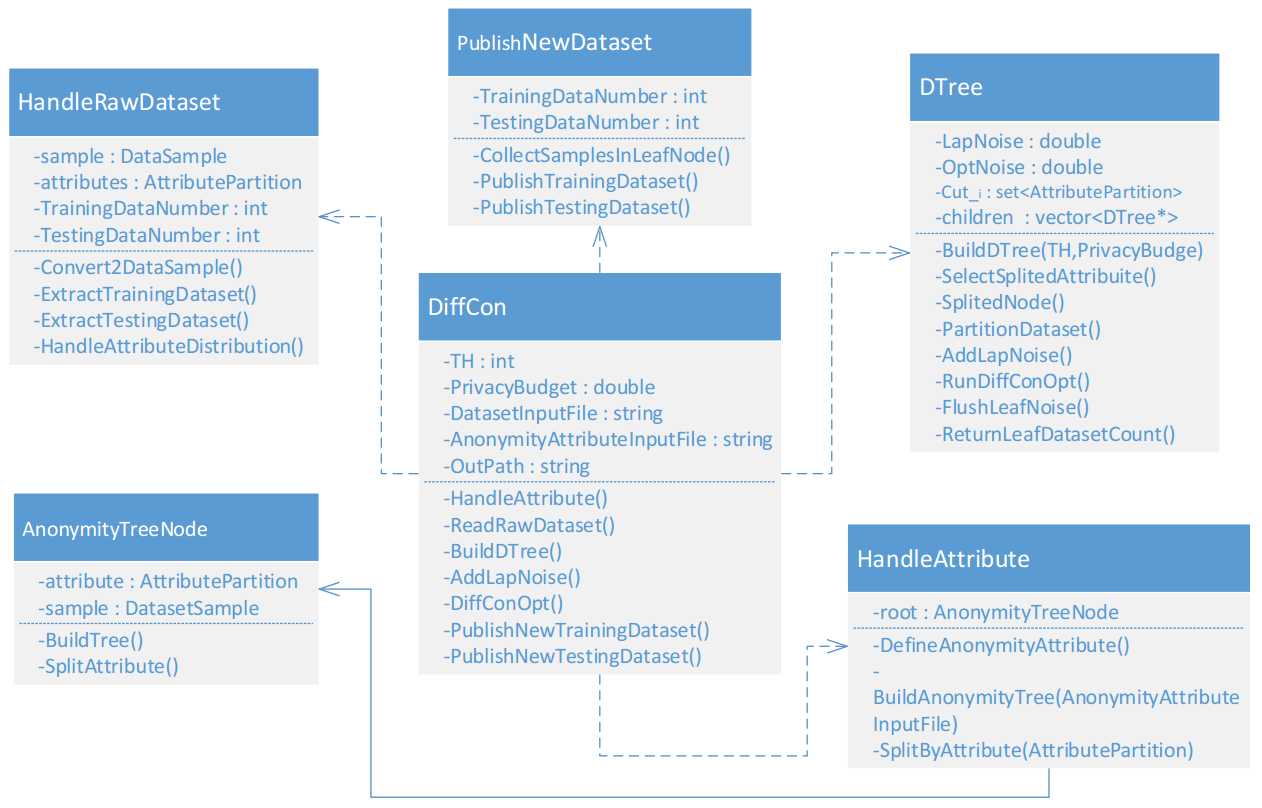 PublishNewDataset
-TrainingDataNumber : int
-TestingDataNumber : int
-CollectSamplesInLeafNode()
-PublishTrainingDataset()
-PublishTestingDataset()
HandleRawDataset
-sample : DataSample
-attributes : AttributePartition
-TrainingDataNumber : int
-TestingDataNumber : int
-Convert2DataSample()
-ExtractTrainingDataset()
-ExtractTestingDataset()
-HandleAttributeDistribution()
DTree
-LapNoise : double
-OptNoise : double
-Cut_i : set<AttributePartition>
-children : vector<DTree*>
-BuildDTree(TH,PrivacyBudge)
-SelectSplitedAttribuite()
-SplitedNode()
-PartitionDataset()
-AddLapNoise()
-RunDiffConOpt()
-FlushLeafNoise()
-ReturnLeafDatasetCount()
DiffCon
-TH : int
-PrivacyBudget : double
-DatasetInputFile : string
-AnonymityAttributeInputFile : string
-OutPath : string
-HandleAttribute()
-ReadRawDataset()
-BuildDTree()
-AddLapNoise()
-DiffConOpt()
-PublishNewTrainingDataset()
-PublishNewTestingDataset()
AnonymityTreeNode
-attribute : AttributePartition
-sample : DatasetSample
-BuildTree()
-SplitAttribute()
HandleAttribute
-root : AnonymityTreeNode
-DefineAnonymityAttribute()
-
BuildAnonymityTree(AnonymityAttribute
InputFile)
-SplitByAttribute(AttributePartition)